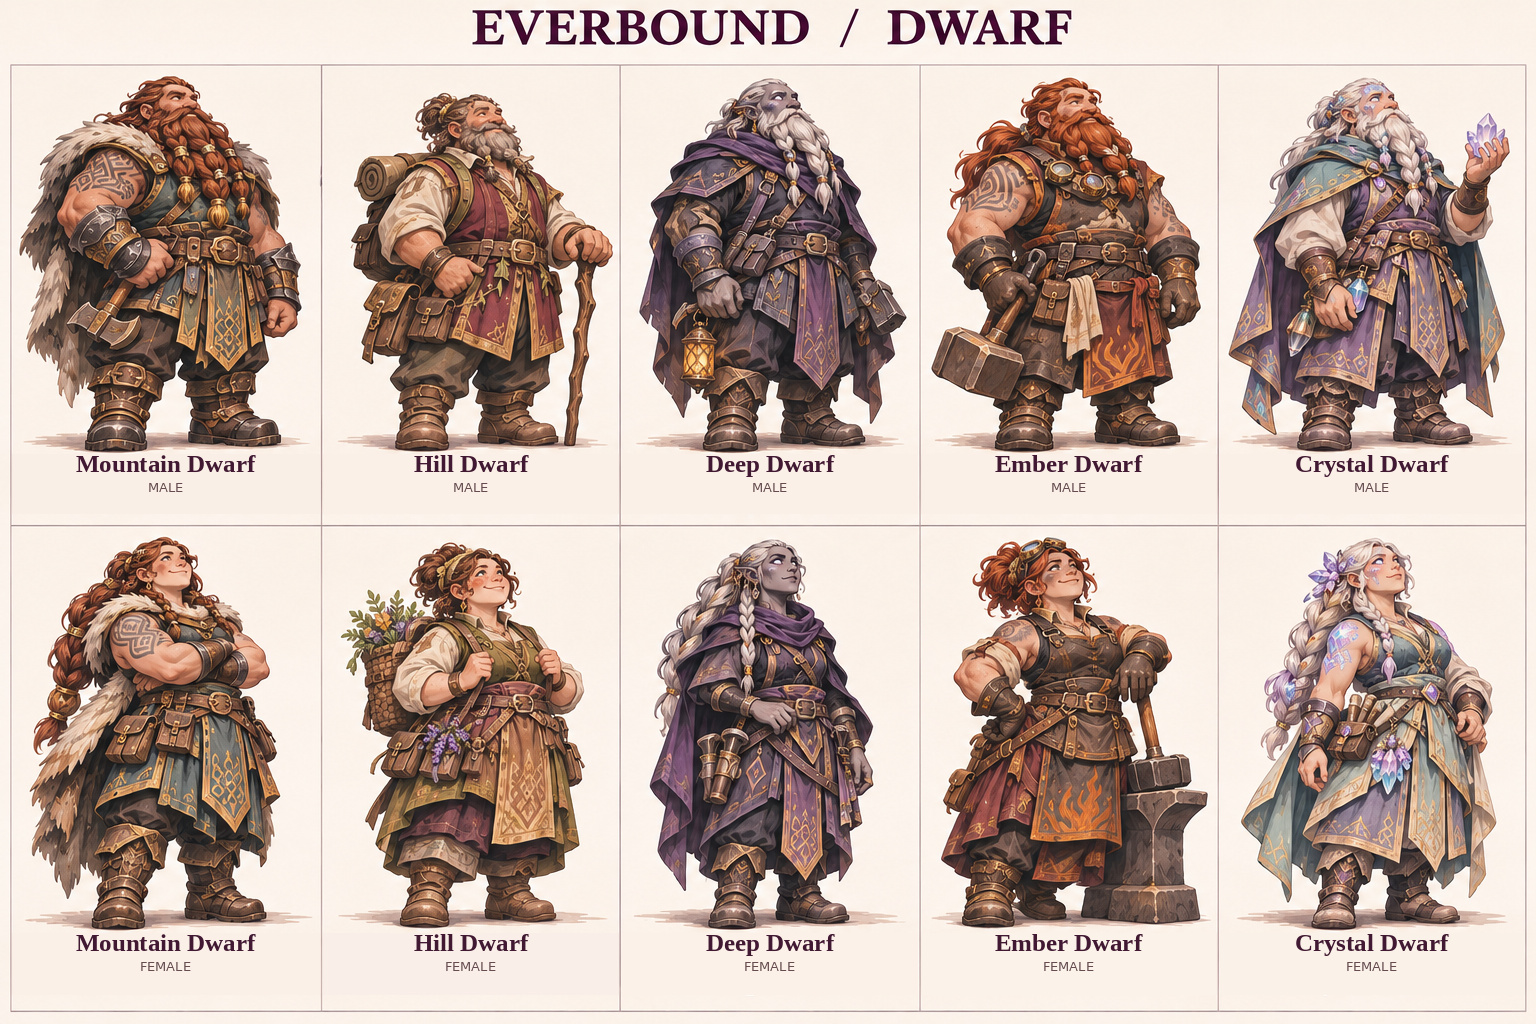 EVERBOUND / DWARF
Mountain Dwarf
MALE
Hill Dwarf
MALE
Deep Dwarf
MALE
Ember Dwarf
MALE
Crystal Dwarf
MALE
Mountain Dwarf
FEMALE
Hill Dwarf
FEMALE
Deep Dwarf
FEMALE
Ember Dwarf
FEMALE
Crystal Dwarf
FEMALE